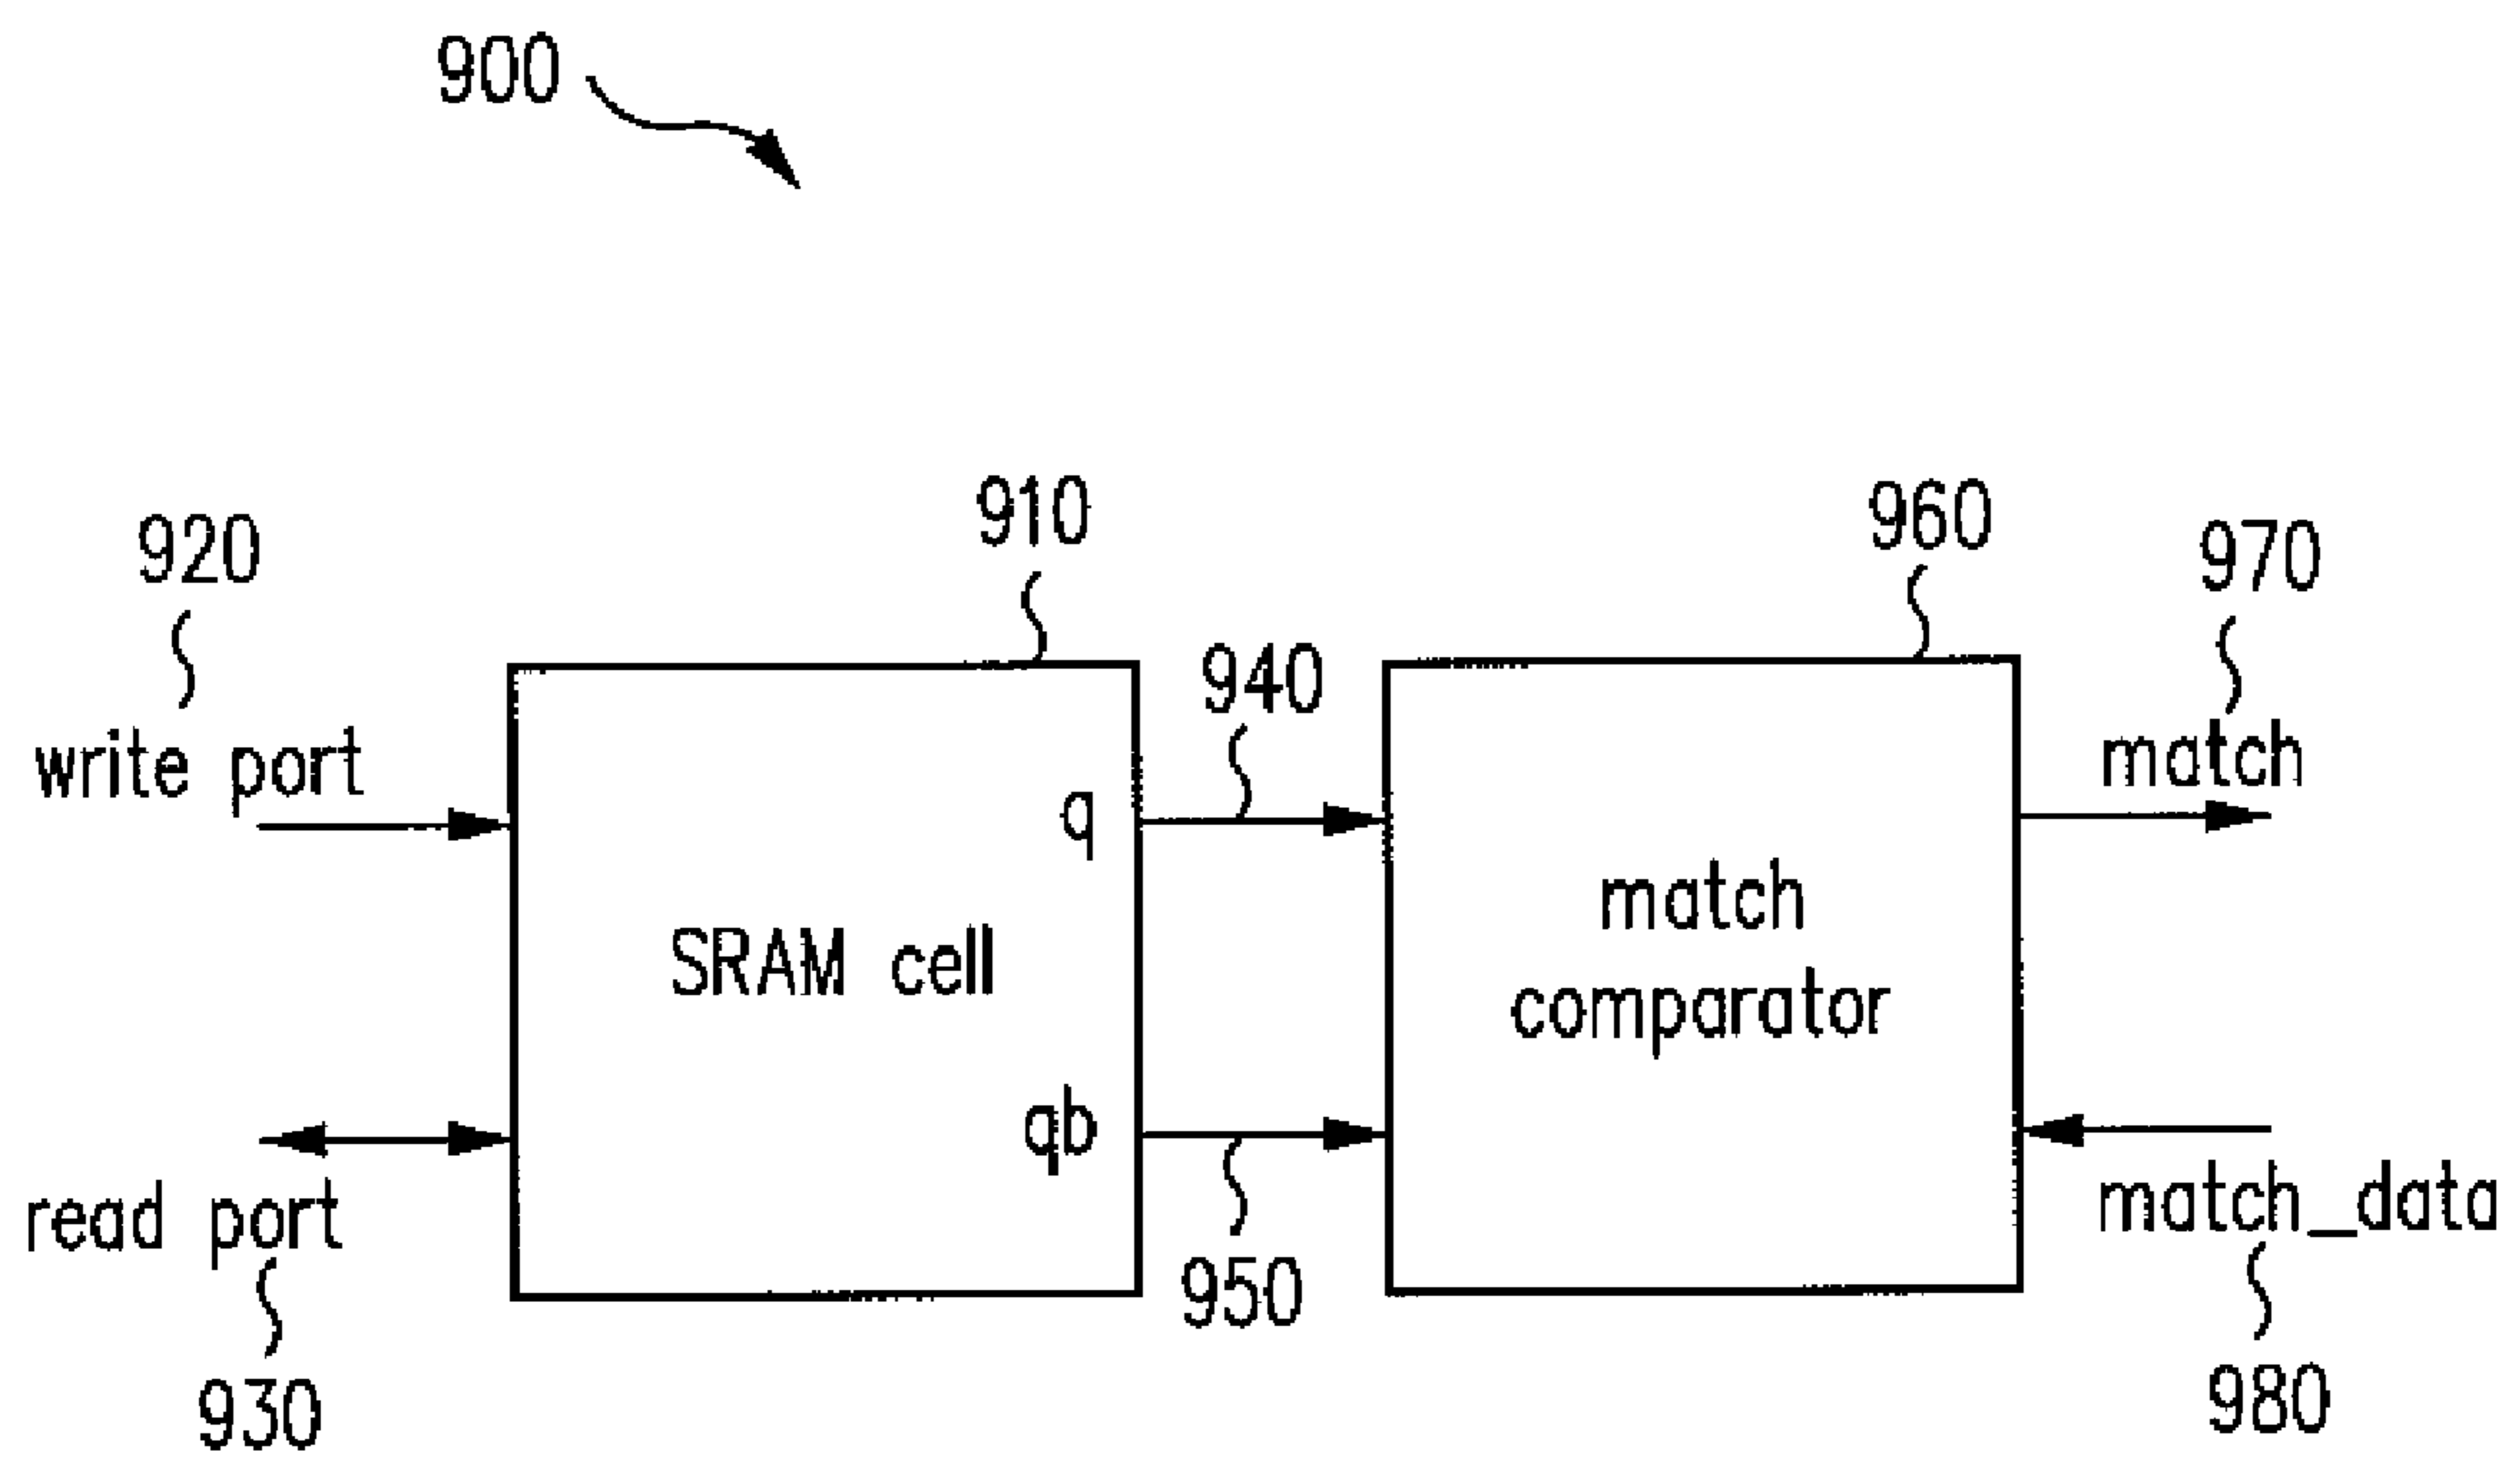 900
910
960
920
970
940
write port
match
q
match
SRAM cell
comparator
qb
read port
match_data
950
930
980